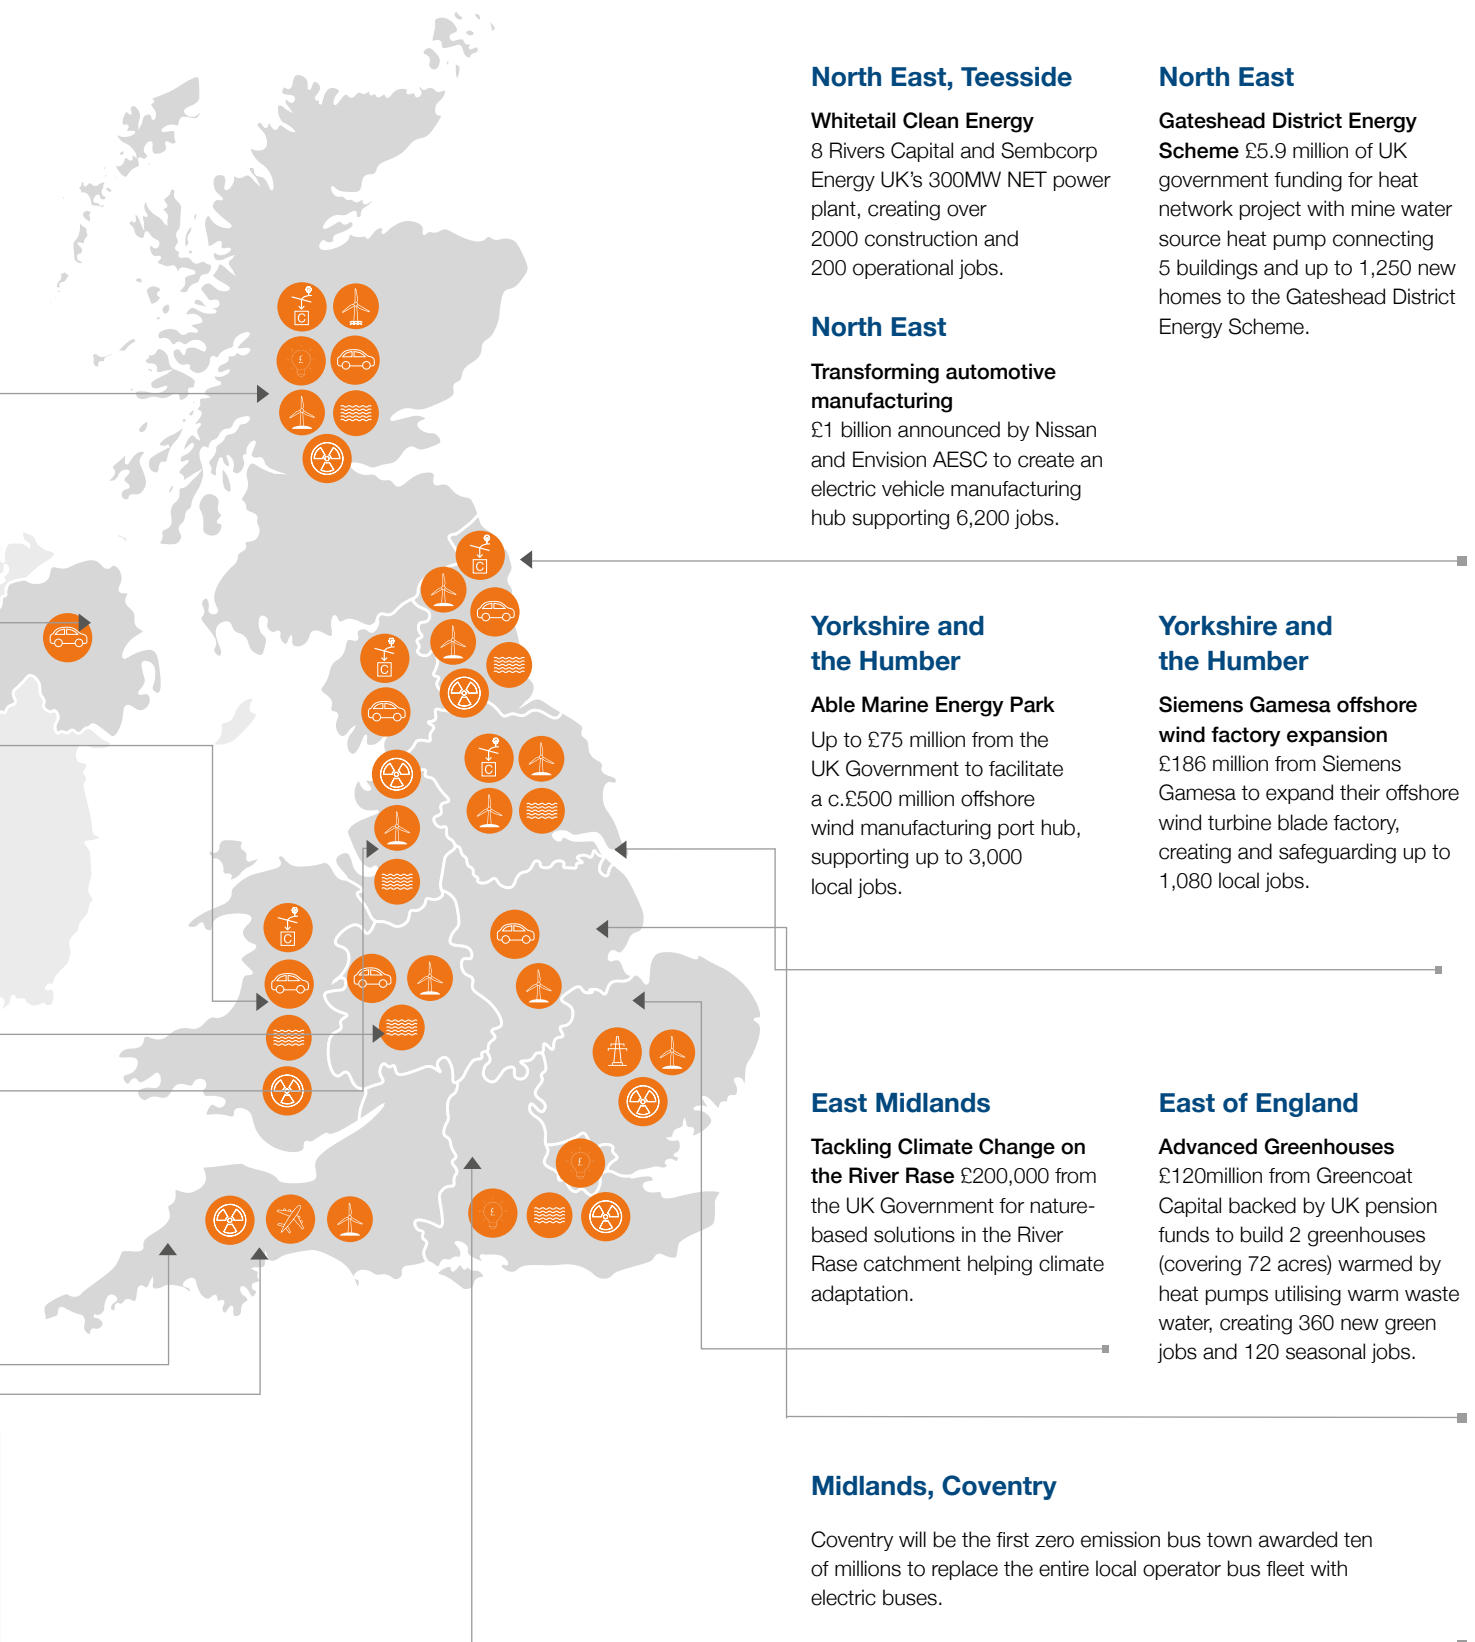 North East, Teesside
Whitetail Clean Energy
8 Rivers Capital and Sembcorp
Energy UK’s 300MW NET power
plant, creating over
2000 construction and
200 operational jobs.
North East
Transforming automotive
manufacturing
£1 billion announced by Nissan
and Envision AESC to create an
electric vehicle manufacturing
hub supporting 6,200 jobs.
North East
Gateshead District Energy
Scheme £5.9 million of UK
government funding for heat
network project with mine water
source heat pump connecting
5 buildings and up to 1,250 new
homes to the Gateshead District
Energy Scheme.
Yorkshire and
the Humber
Able Marine Energy Park
Up to £75 million from the
UK Government to facilitate
a c.£500 million offshore
wind manufacturing port hub,
supporting up to 3,000
local jobs.
Yorkshire and
the Humber
Siemens Gamesa offshore
wind factory expansion
£186 million from Siemens
Gamesa to expand their offshore
wind turbine blade factory,
creating and safeguarding up to
1,080 local jobs.
East Midlands
Tackling Climate Change on
the River Rase £200,000 from
the UK Government for nature-
based solutions in the River
Rase catchment helping climate
adaptation.
East of England
Advanced Greenhouses
£120million from Greencoat
Capital backed by UK pension
funds to build 2 greenhouses
(covering 72 acres) warmed by
heat pumps utilising warm waste
water, creating 360 new green
jobs and 120 seasonal jobs.
Midlands, Coventry
Coventry will be the first zero emission bus town awarded ten
of millions to replace the entire local operator bus fleet with
electric buses.
C
£
C
C
C
C
£
£